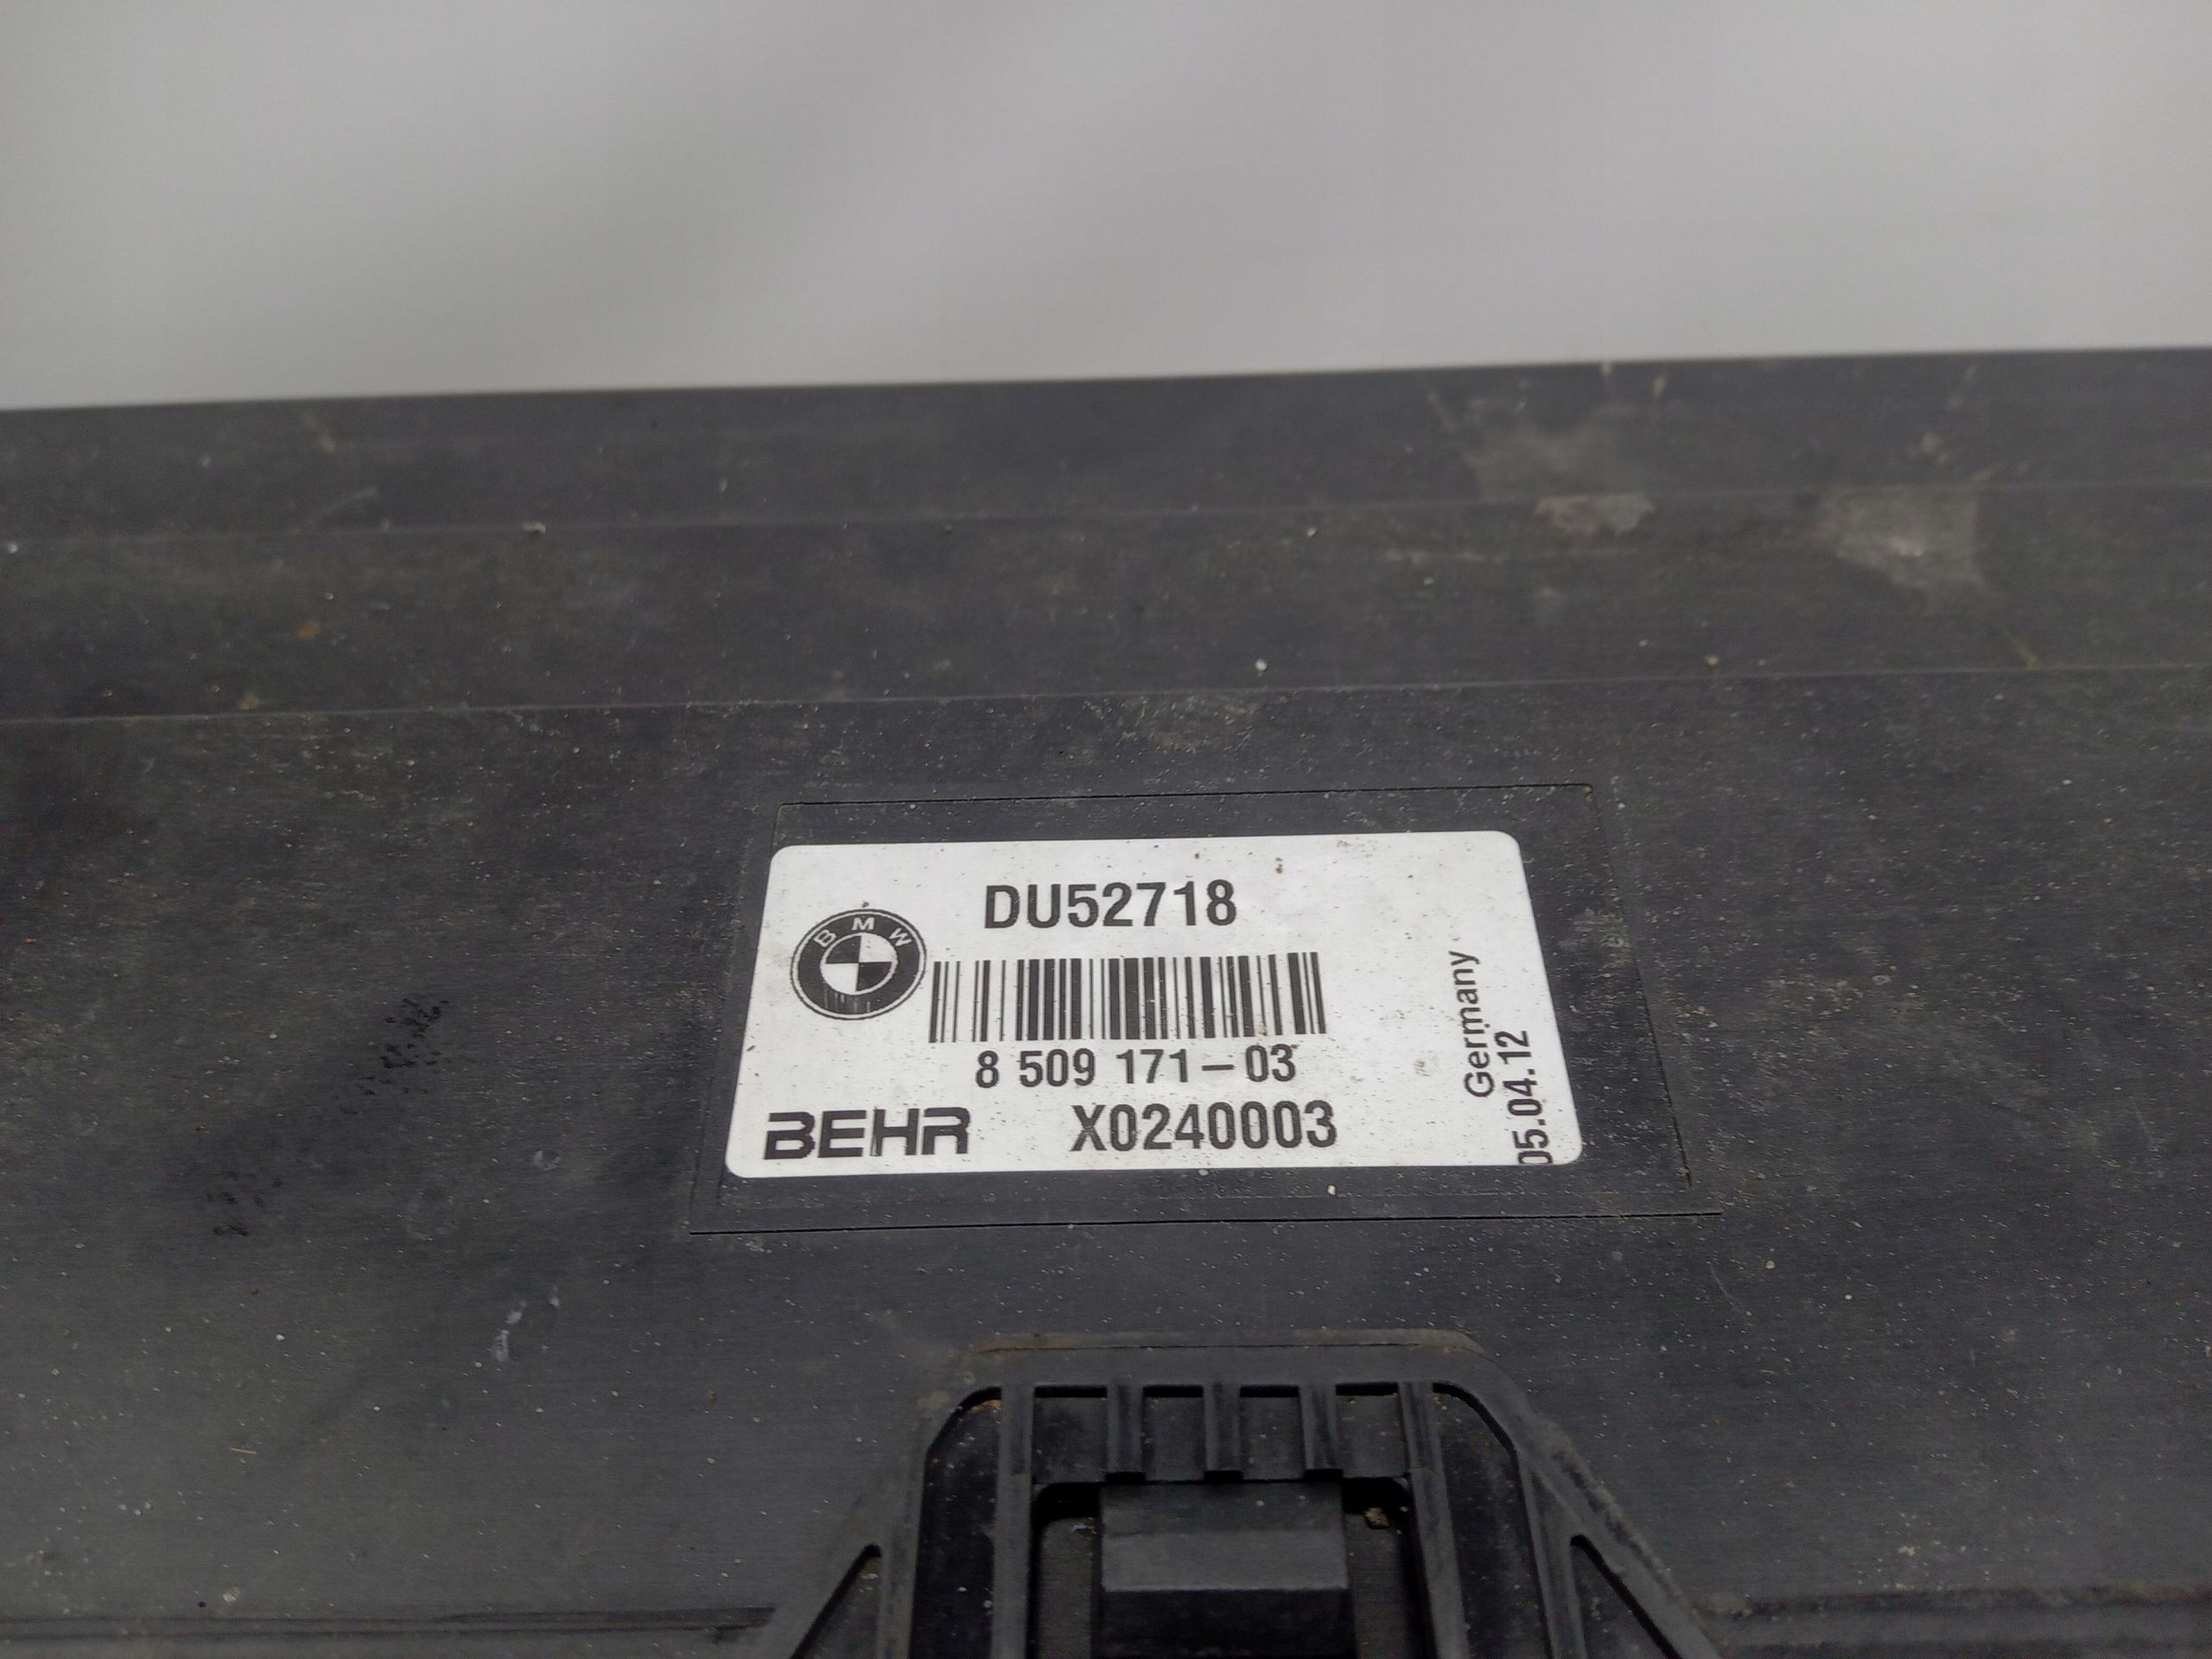 DU52718
BMW
8 509 171-03
BEHR X0240003
Germany
05.04.12